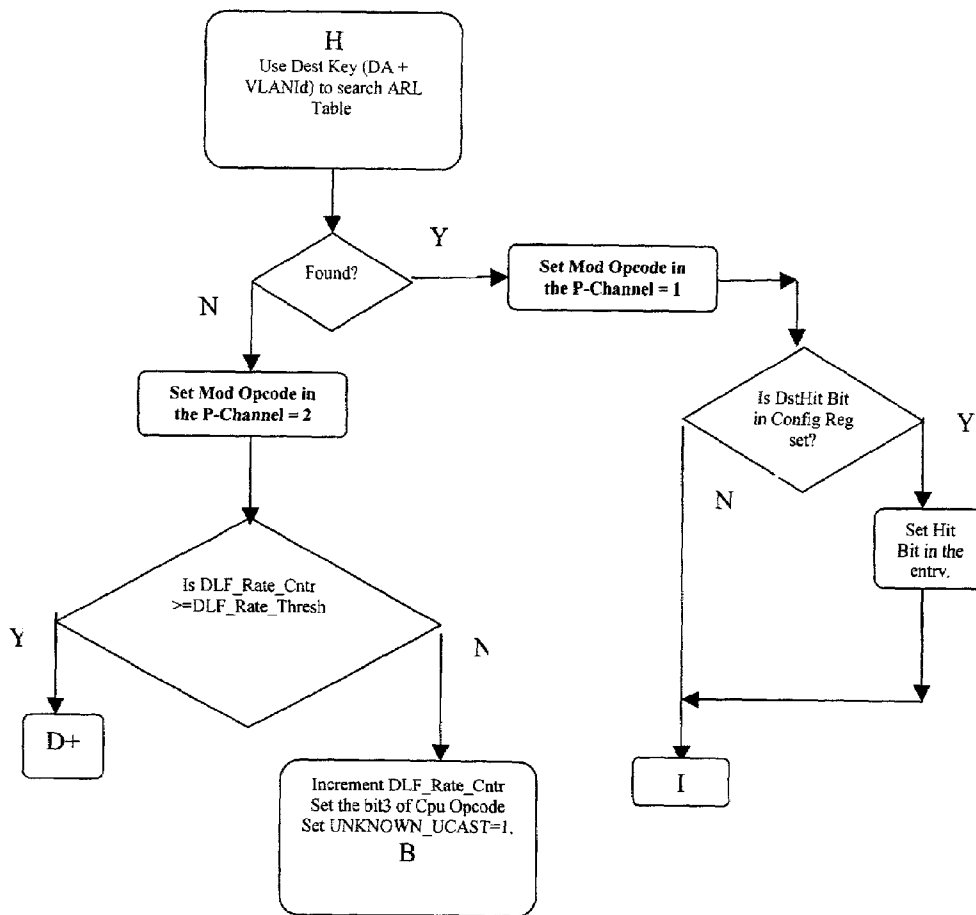 H
Use Dest Key (DA +
VLANId) to search ARL
Table
Found?
Y
N
Set Mod Opcode in
the P-Channel = 1
Set Mod Opcode in
the P-Channel = 2
Is DstHit Bit
in Config Reg
set?
Y
N
Set Hit
Bit in the
entry.
Is DLF_Rate_Cntr
>=DLF_Rate_Thresh
Y
N
D+
Increment DLF_Rate_Cntr
Set the bit3 of Cpu Opcode
Set UNKNOWN_UCAST=1.
B
I